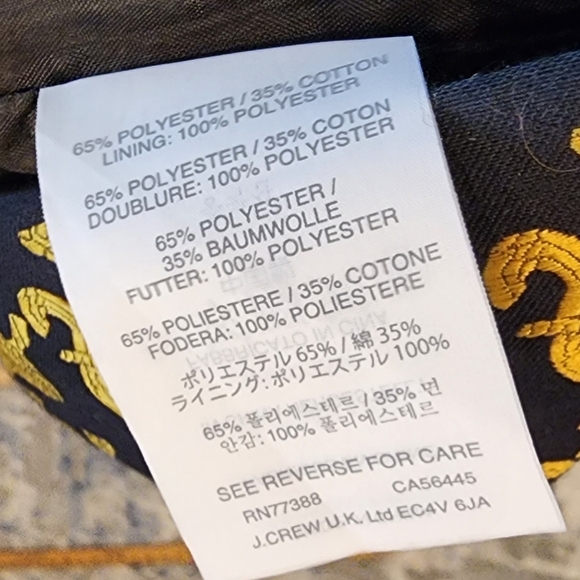 65% POLYESTER / 35% COTTON
LINING: 100% POLYESTER
65% POLYESTER / 35% COTON
DOUBLURE: 100% POLYESTER
65% POLYESTER /
35% BAUMWOLLE
FUTTER: 100% POLYESTER
65% POLIESTERE / 35% COTONE
FODERA: 100% POLIESTERE
ポリエステル 65% / 綿 35%
ライニング: ポリエステル 100%
65% 폴리에스테르 / 35% 면
안감: 100% 폴리에스테르
SEE REVERSE FOR CARE
RN77388 CA56445
J.CREW U.K. Ltd EC4V 6JA